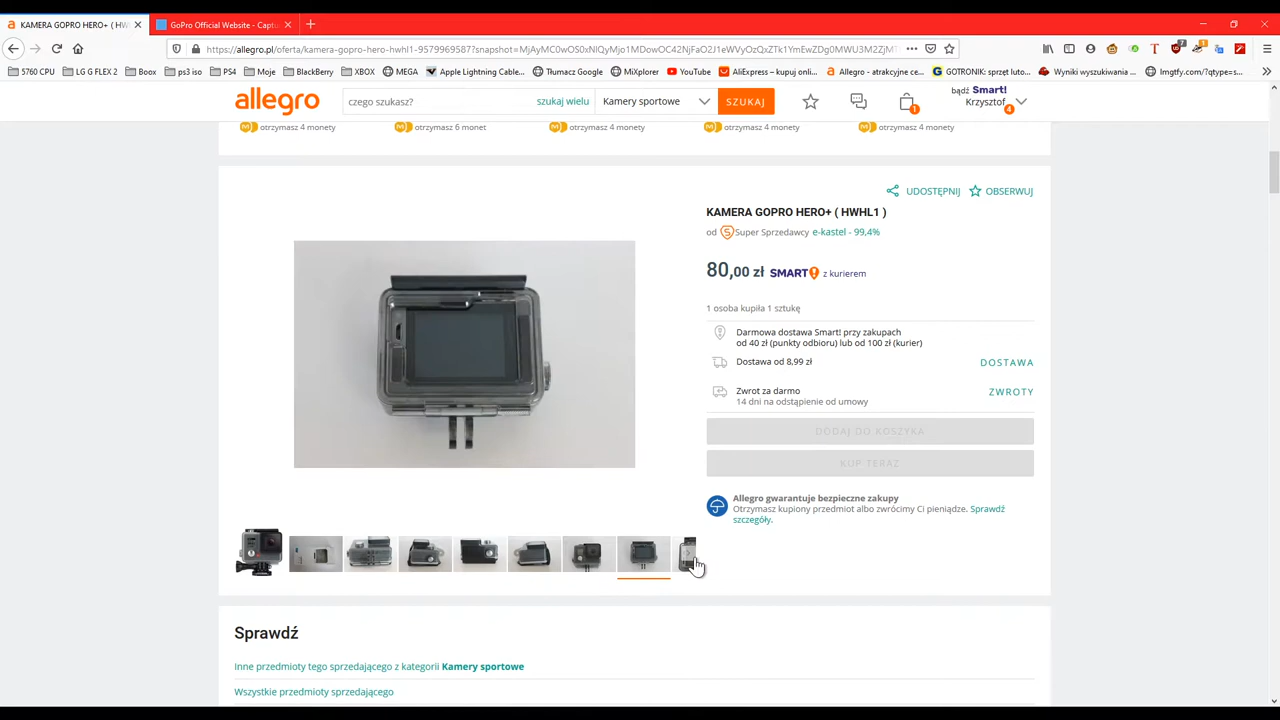 KAMERA GOPRO HERO+ ( HW
GoPro Official Website - Captu
https://allegro.pl/oferta/kamera-gopro-hero-hwhl1-9579969587?snapshot=MjAyMC0wOS0xNlQyMjo1MDowOC42NjFaO2J1eWVyOzQxZTk1YmEwZDg0MWU3M2ZjMT
5760 CPU
LG G FLEX 2
Boox
ps3 iso
PS4
Moje
BlackBerry
XBOX
MEGA
Apple Lightning Cable...
Tłumacz Google
MiXplorer
YouTube
AliExpress – kupuj onli...
Allegro - atrakcyjne ce...
GOTRONIK: sprzęt luto...
Wyniki wyszukiwania ...
lmgtfy.com/?qtype=s...
allegro
czego szukasz?
szukaj wielu
Kamery sportowe
SZUKAJ
1
bądź Smart!
Krzysztof
4
otrzymasz 4 monety
otrzymasz 6 monet
otrzymasz 4 monety
otrzymasz 4 monety
otrzymasz 4 monety
UDOSTĘPNIJ
OBSERWUJ
KAMERA GOPRO HERO+ ( HWHL1 )
od Super Sprzedawcy e-kastel - 99,4%
80,00 zł SMART! z kurierem
1 osoba kupiła 1 sztukę
Darmowa dostawa Smart! przy zakupach
od 40 zł (punkty odbioru) lub od 100 zł (kurier)
Dostawa od 8,99 zł
DOSTAWA
Zwrot za darmo
14 dni na odstąpienie od umowy
ZWROTY
DODAJ DO KOSZYKA
KUP TERAZ
Allegro gwarantuje bezpieczne zakupy
Otrzymasz kupiony przedmiot albo zwrócimy Ci pieniądze. Sprawdź
szczegóły.
Sprawdź
Inne przedmioty tego sprzedającego z kategorii Kamery sportowe
Wszystkie przedmioty sprzedającego